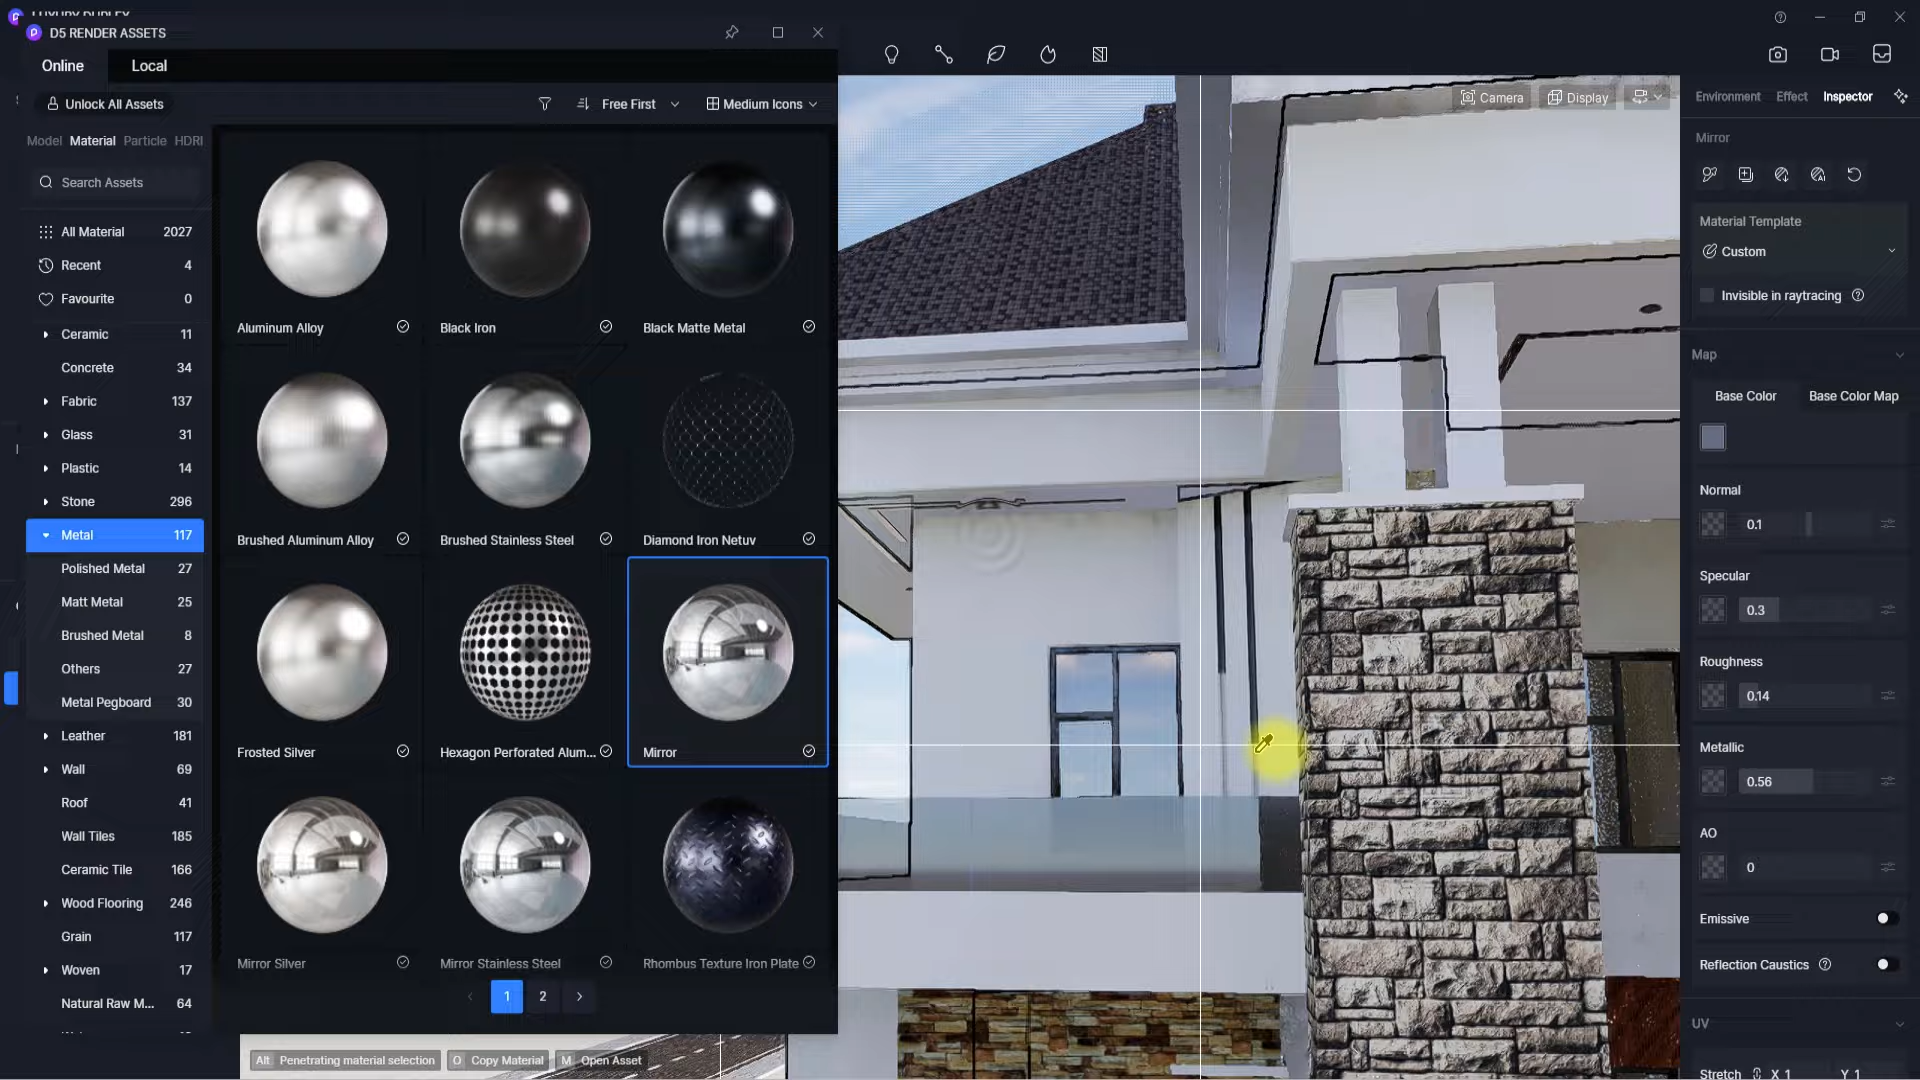 D5 RENDER ASSETS
Online
Local
Unlock All Assets
Free First
Medium Icons
Model
Material
Particle
HDRI
Search Assets
All Material 2027
Recent 4
Favourite 0
Ceramic 11
Concrete 34
Fabric 137
Glass 31
Plastic 14
Stone 296
Metal 117
Polished Metal 27
Matt Metal 25
Brushed Metal 8
Others 27
Metal Pegboard 30
Leather 181
Wall 69
Roof 41
Wall Tiles 185
Ceramic Tile 166
Wood Flooring 246
Grain 117
Woven 17
Natural Raw M... 64
Aluminum Alloy
Black Iron
Black Matte Metal
Brushed Aluminum Alloy
Brushed Stainless Steel
Diamond Iron Netuv
Frosted Silver
Hexagon Perforated Alum...
Mirror
Mirror Silver
Mirror Stainless Steel
Rhombus Texture Iron Plate
1
2
Alt Penetrating material selection
O Copy Material
M Open Asset
Camera
Display
Environment
Effect
Inspector
Mirror
Material Template
Custom
Invisible in raytracing
Map
Base Color
Base Color Map
Normal
0.1
Specular
0.3
Roughness
0.14
Metallic
0.56
AO
0
Emissive
Reflection Caustics
UV
Stretch X 1 Y 1